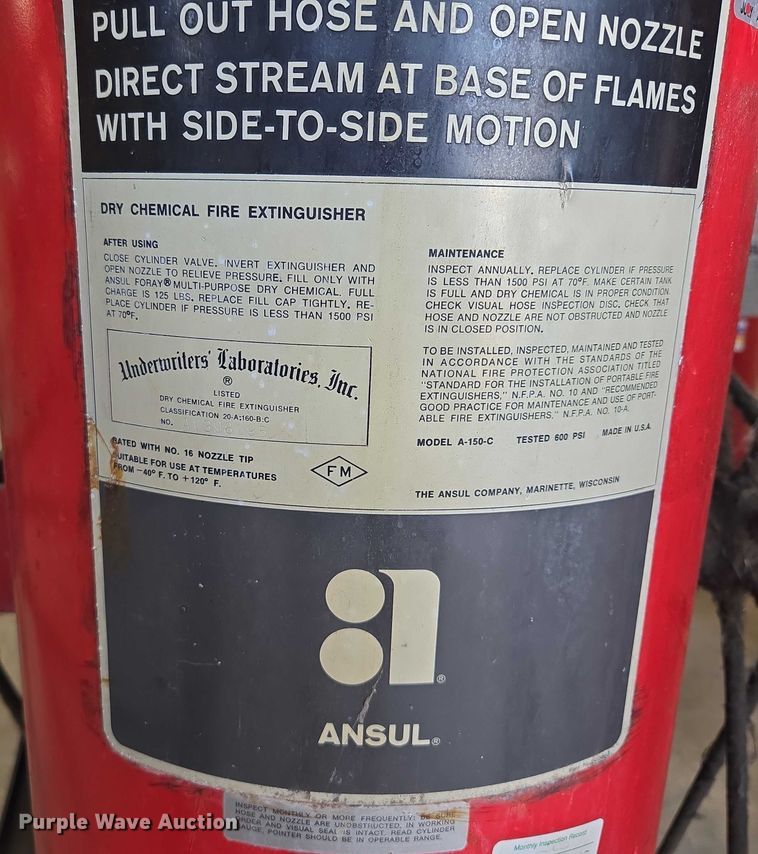 PULL OUT HOSE AND OPEN NOZZLE
DIRECT STREAM AT BASE OF FLAMES
WITH SIDE-TO-SIDE MOTION
DRY CHEMICAL FIRE EXTINGUISHER
AFTER USING
CLOSE CYLINDER VALVE. INVERT EXTINGUISHER AND
OPEN NOZZLE TO RELIEVE PRESSURE. FILL ONLY WITH
ANSUL FORAY® MULTI-PURPOSE DRY CHEMICAL. FULL
CHARGE IS 125 LBS. REPLACE FILL CAP TIGHTLY. RE-
PLACE CYLINDER IF PRESSURE IS LESS THAN 1500 PSI
AT 70°F.
Underwriters' Laboratories, Inc.
®
LISTED
DRY CHEMICAL FIRE EXTINGUISHER
CLASSIFICATION 20-A:160-B:C
NO.
RATED WITH NO. 16 NOZZLE TIP
SUITABLE FOR USE AT TEMPERATURES
FROM -40° F. TO +120° F.
FM
MAINTENANCE
INSPECT ANNUALLY. REPLACE CYLINDER IF PRESSURE
IS LESS THAN 1500 PSI AT 70°F. MAKE CERTAIN TANK
IS FULL AND DRY CHEMICAL IS IN PROPER CONDITION.
CHECK VISUAL HOSE INSPECTION DISC. CHECK THAT
HOSE AND NOZZLE ARE NOT OBSTRUCTED AND NOZZLE
IS IN CLOSED POSITION.
TO BE INSTALLED, INSPECTED, MAINTAINED AND TESTED
IN ACCORDANCE WITH THE STANDARDS OF THE
NATIONAL FIRE PROTECTION ASSOCIATION TITLED
"STANDARD FOR THE INSTALLATION OF PORTABLE FIRE
EXTINGUISHERS," N.F.P.A. NO. 10 AND "RECOMMENDED
GOOD PRACTICE FOR MAINTENANCE AND USE OF PORT-
ABLE FIRE EXTINGUISHERS," N.F.P.A. NO. 10-A.
MODEL A-150-C TESTED 600 PSI MADE IN U.S.A.
THE ANSUL COMPANY, MARINETTE, WISCONSIN
a®
ANSUL®
INSPECT MONTHLY OR MORE FREQUENTLY; BE SURE
HOSE AND NOZZLE ARE UNOBSTRUCTED, IN WORKING
ORDER AND VISUAL SEAL IS INTACT. READ CYLINDER
GAUGE, POINTER SHOULD BE IN OPERABLE RANGE.
Monthly Inspection Record
Purple Wave Auction